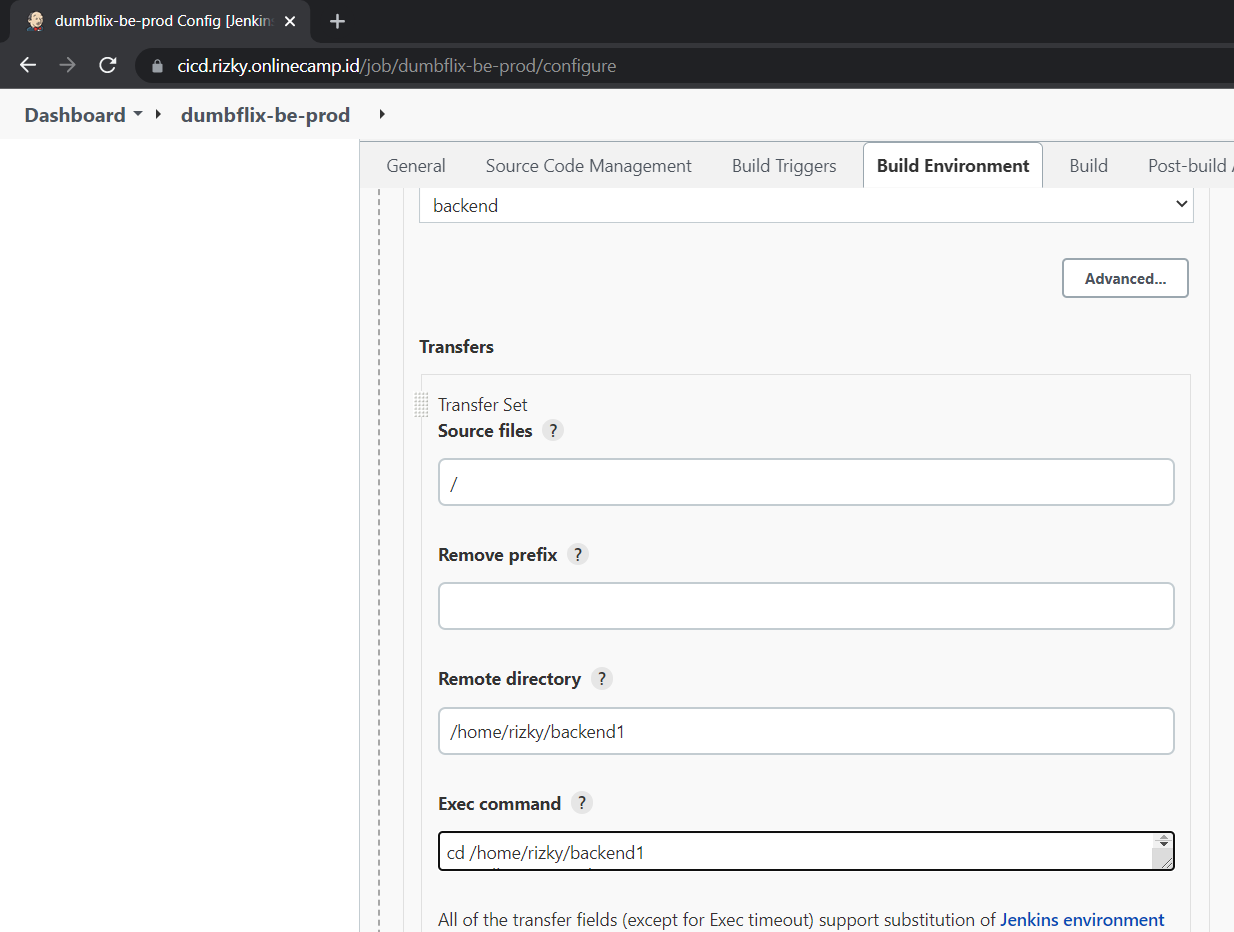 dumbflix-be-prod Config [Jenkin
cicd.rizky.onlinecamp.id/job/dumbflix-be-prod/configure
Dashboard dumbflix-be-prod
General Source Code Management Build Triggers Build Environment Build Post-build
backend
Advanced...
Transfers
Transfer Set
Source files ?
/
Remove prefix ?
Remote directory ?
/home/rizky/backend1
Exec command ?
cd /home/rizky/backend1
All of the transfer fields (except for Exec timeout) support substitution of Jenkins environment